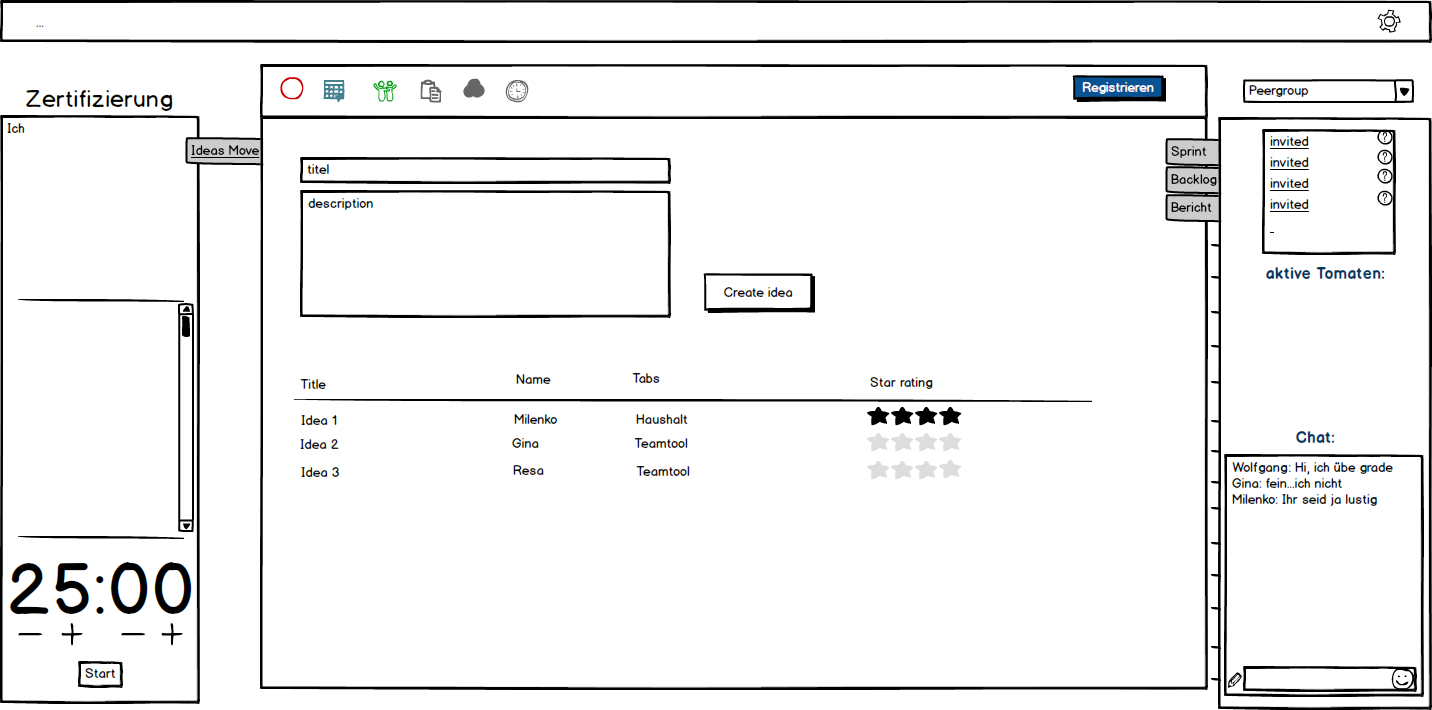 ...
Zertifizierung
Ich
Ideas Move
25:00
– + – +
Start
Registrieren
titel
description
Create idea
Title Name Tabs Star rating
Idea 1 Milenko Haushalt
Idea 2 Gina Teamtool
Idea 3 Resa Teamtool
Sprint
Backlog
Bericht
Peergroup
invited ?
invited ?
invited ?
invited ?
-
aktive Tomaten:
Chat:
Wolfgang: Hi, ich übe grade
Gina: fein...ich nicht
Milenko: Ihr seid ja lustig